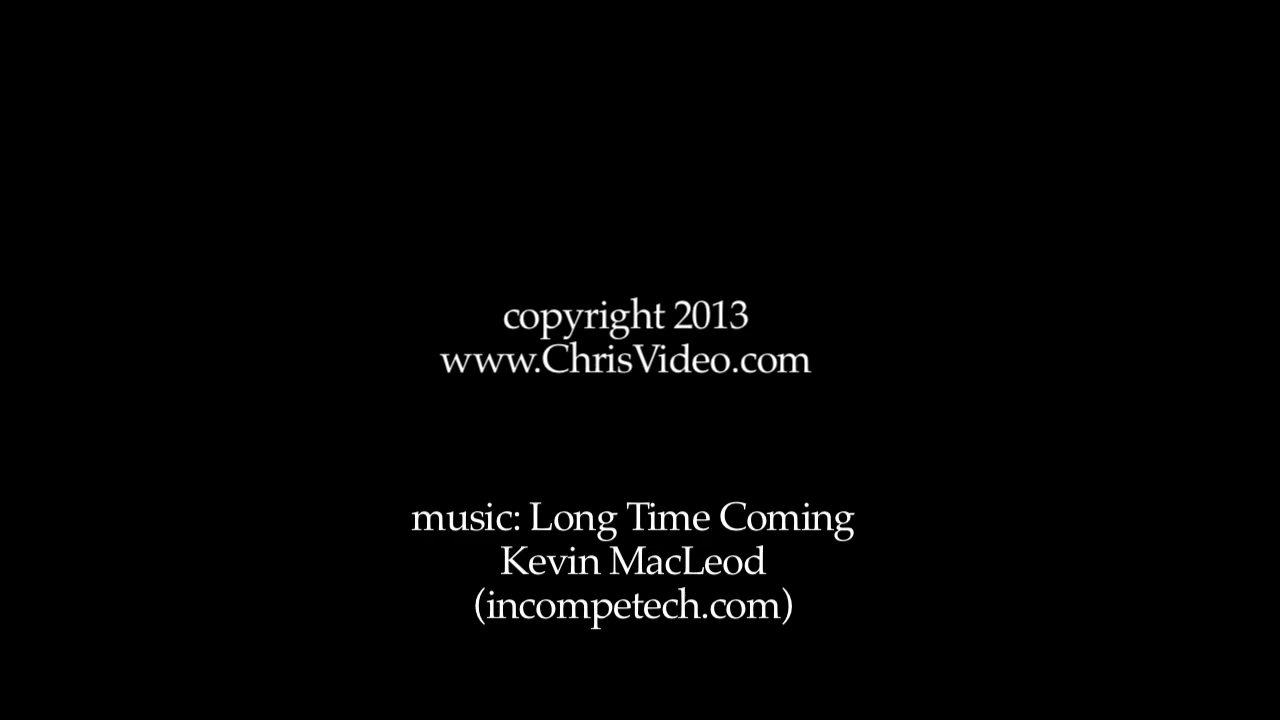 copyright 2013
www.ChrisVideo.com
music: Long Time Coming
Kevin MacLeod
(incompetech.com)